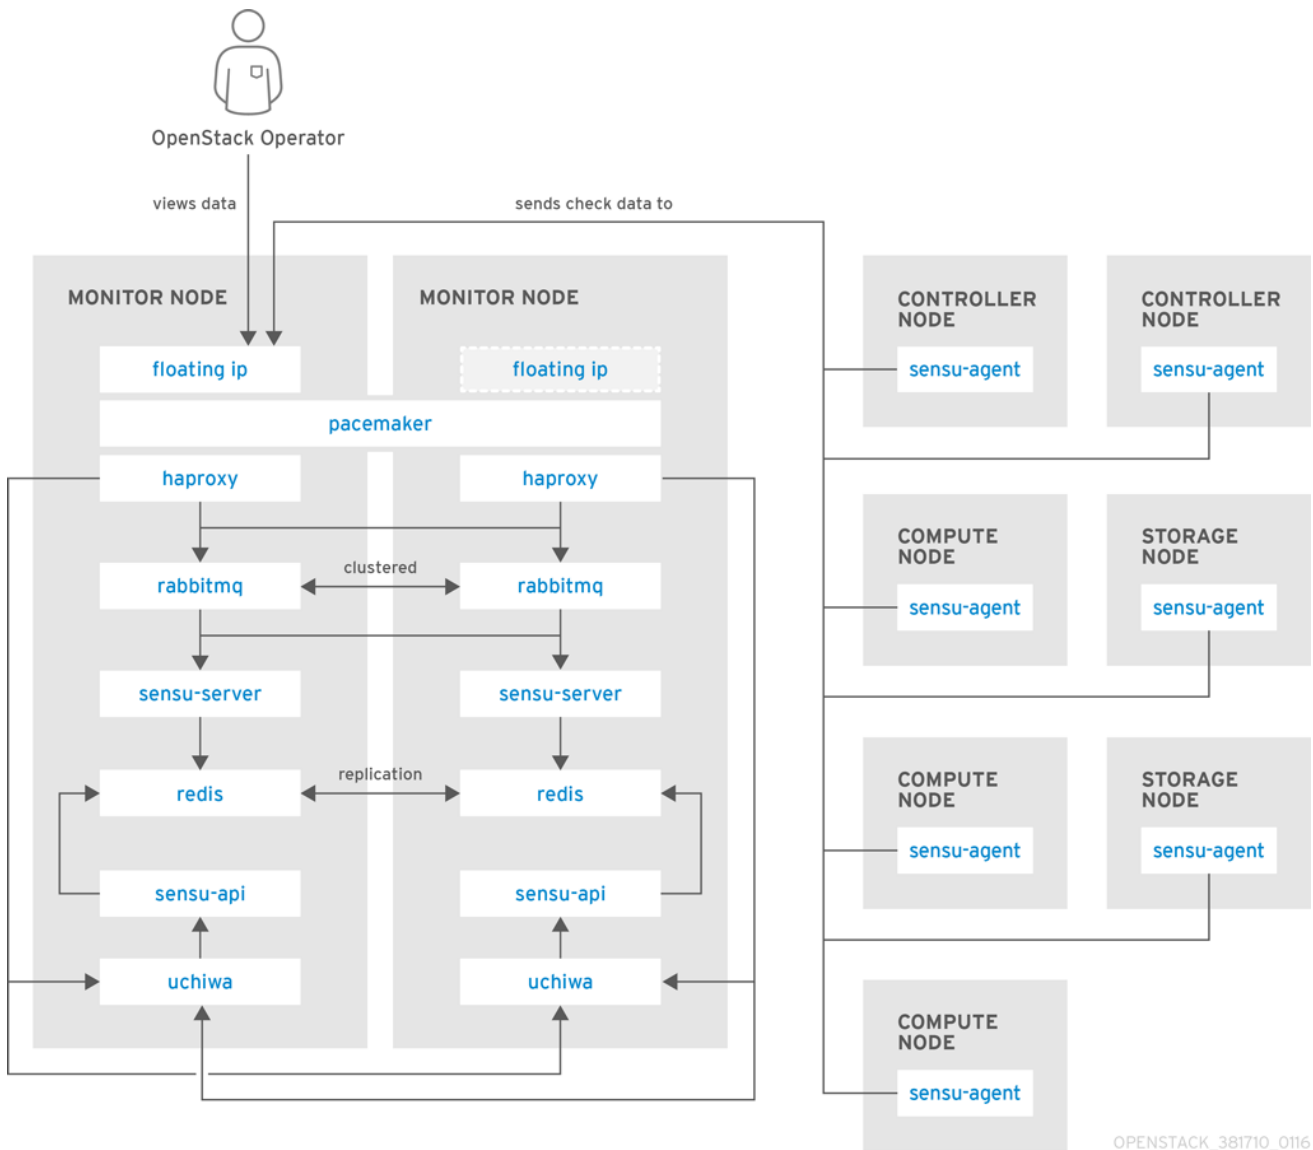 OpenStack Operator
views data
sends check data to
MONITOR NODE
floating ip
MONITOR NODE
floating ip
pacemaker
haproxy
haproxy
rabbitmq
clustered
rabbitmq
sensu-server
sensu-server
redis
replication
redis
sensu-api
sensu-api
uchiwa
uchiwa
CONTROLLER
NODE
sensu-agent
CONTROLLER
NODE
sensu-agent
COMPUTE
NODE
sensu-agent
STORAGE
NODE
sensu-agent
COMPUTE
NODE
sensu-agent
STORAGE
NODE
sensu-agent
COMPUTE
NODE
sensu-agent
OPENSTACK_381710_0116